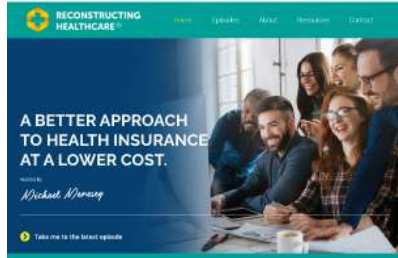 RECONSTRUCTING
HEALTHCARE
Home Episodes About Resources Contact
A BETTER APPROACH
TO HEALTH INSURANCE
AT A LOWER COST.
Michael
Take me to the latest episode